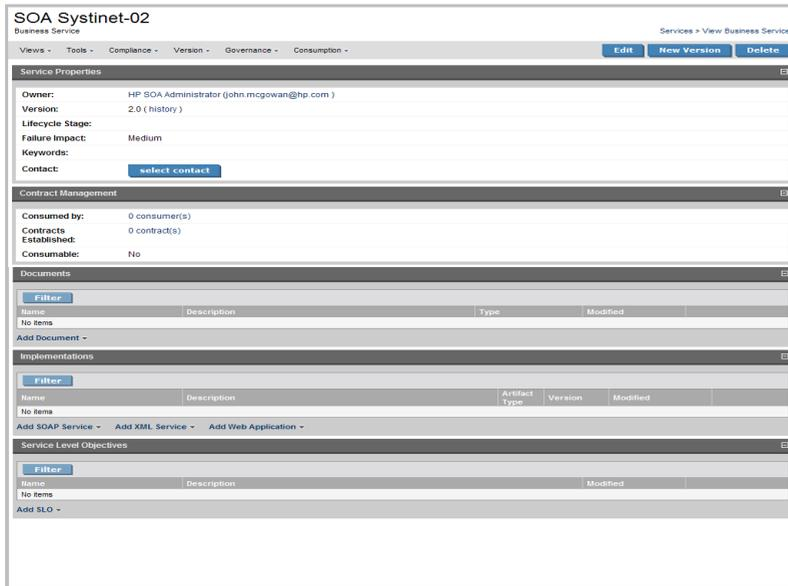 SOA Systinet-02
Business Service
Services > View Business Service
Views Tools Compliance Version Governance Consumption Edit New Version Delete
Service Properties
Owner: HP SOA Administrator (john.mcgowan@hp.com )
Version: 2.0 ( history )
Lifecycle Stage:
Failure Impact: Medium
Keywords:
Contact: select contact
Contract Management
Consumed by: 0 consumer(s)
Contracts Established: 0 contract(s)
Consumable: No
Documents
Filter
Name Description Type Modified
No items
Add Document
Implementations
Filter
Name Description Artifact Type Version Modified
No items
Add SOAP Service Add XML Service Add Web Application
Service Level Objectives
Filter
Name Description Modified
No items
Add SLO